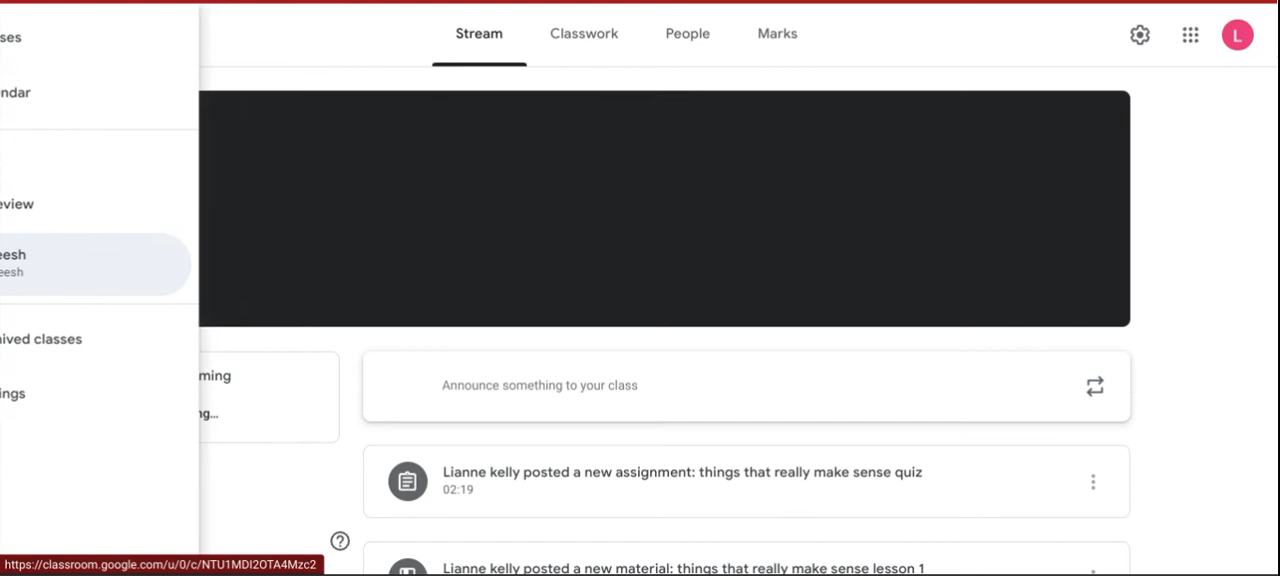 Stream Classwork People Marks
L
ses
ndar
eview
eesh
eesh
ived classes
ings
ming
ng...
Announce something to your class
Lianne kelly posted a new assignment: things that really make sense quiz
02:19
Lianne kelly posted a new material: things that really make sense lesson 1
https://classroom.google.com/u/0/c/NTU1MDI2OTA4Mzc2